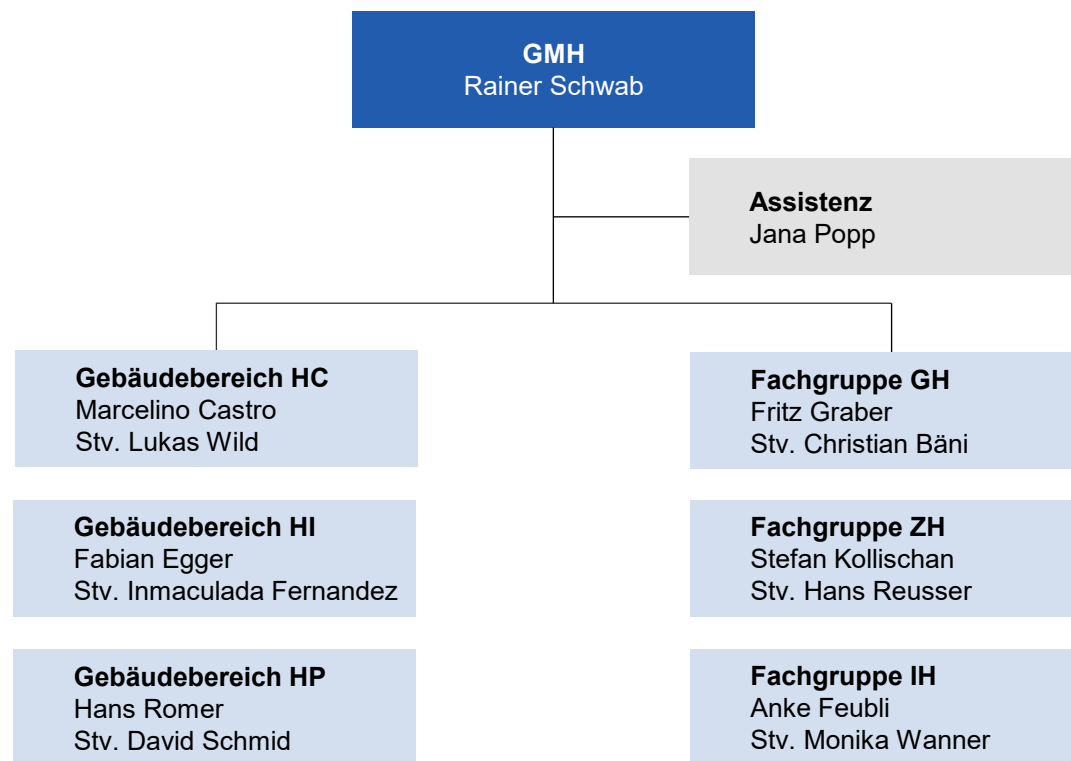 GMH
Rainer Schwab
Assistenz
Jana Popp
Gebäudebereich HC
Marcelino Castro
Stv. Lukas Wild
Fachgruppe GH
Fritz Graber
Stv. Christian Bäni
Gebäudebereich HI
Fabian Egger
Stv. Inmaculada Fernandez
Fachgruppe ZH
Stefan Kollischan
Stv. Hans Reusser
Gebäudebereich HP
Hans Romer
Stv. David Schmid
Fachgruppe IH
Anke Feubli
Stv. Monika Wanner